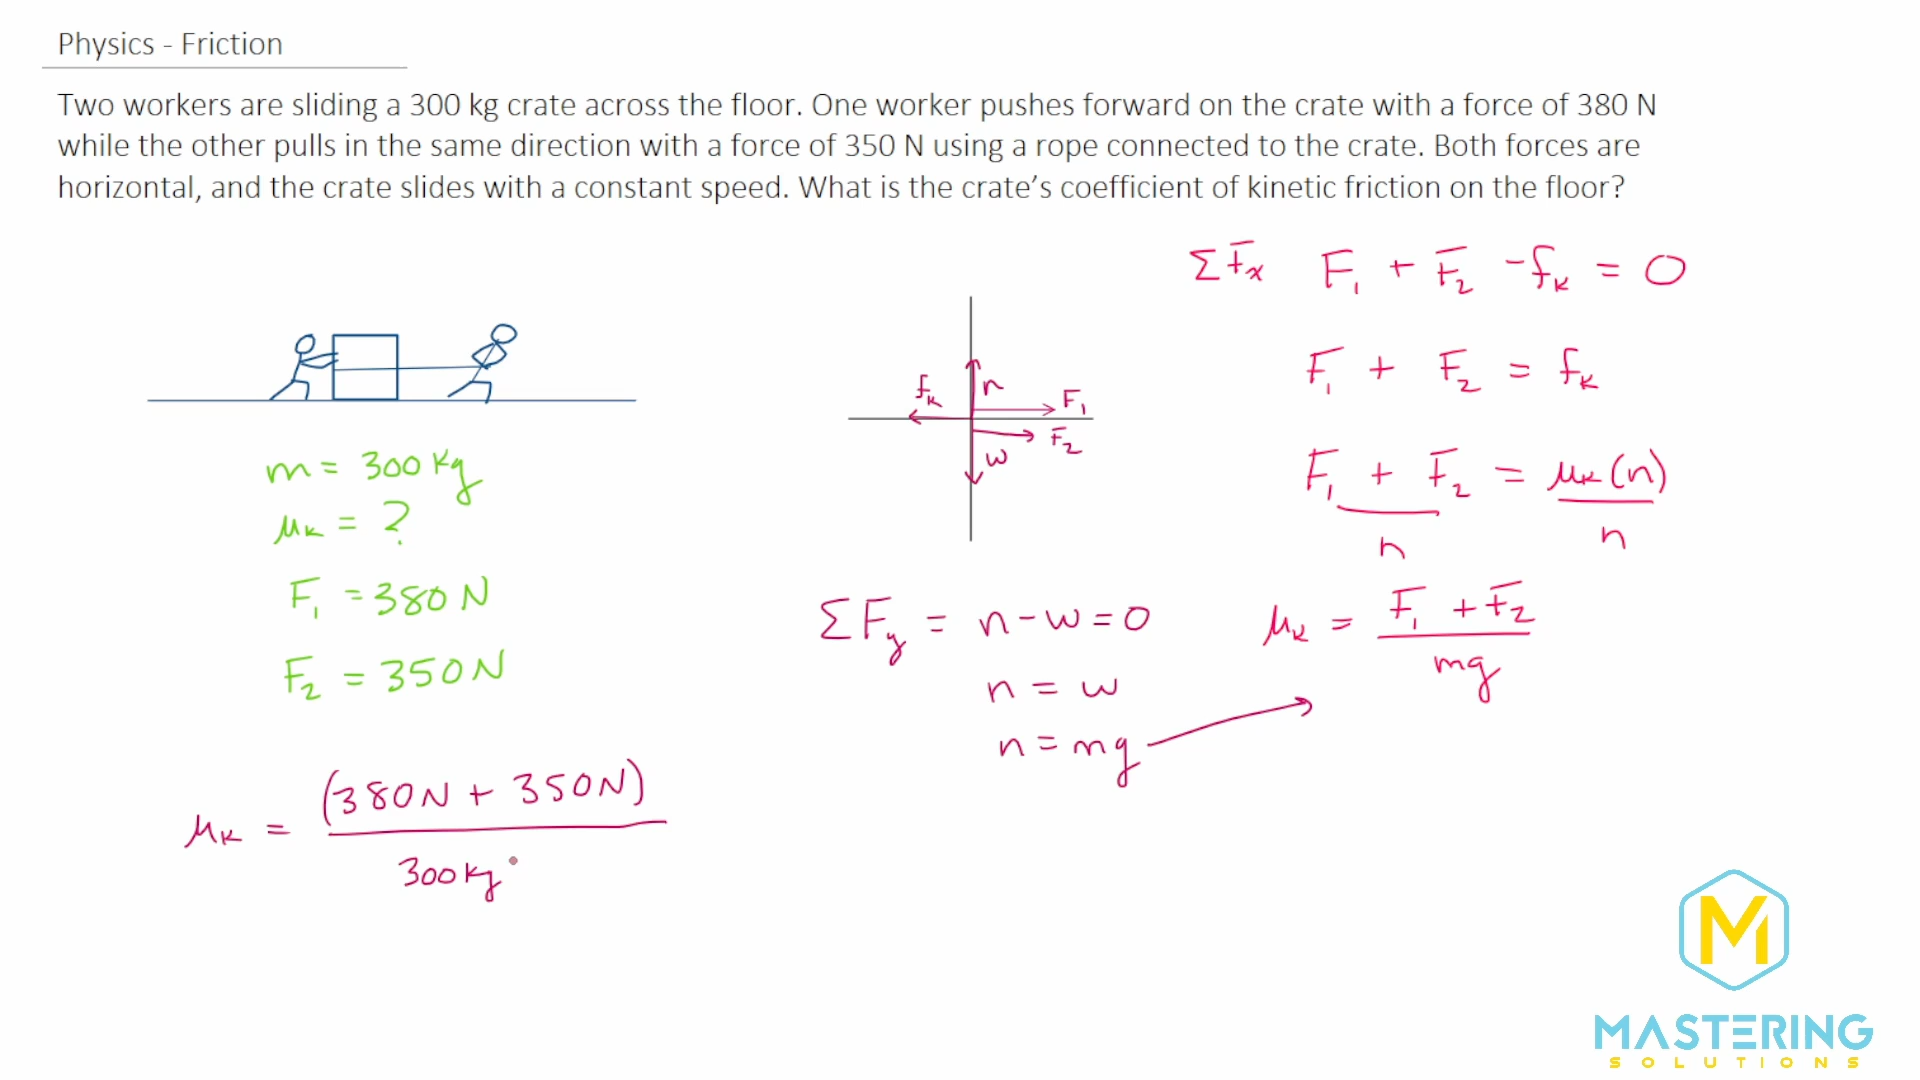 Physics - Friction
Two workers are sliding a 300 kg crate across the floor. One worker pushes forward on the crate with a force of 380 N
while the other pulls in the same direction with a force of 350 N using a rope connected to the crate. Both forces are
horizontal, and the crate slides with a constant speed. What is the crate’s coefficient of kinetic friction on the floor?
ΣFx F₁ + F₂ - fₖ = 0
F₁ + F₂ = fₖ
fₖ n F₁
F₂
w
F₁ + F₂ = μₖ(n)
n n
m = 300 kg
μₖ = ?
F₁ = 380 N
F₂ = 350 N
ΣFy = n - w = 0
n = w
n = mg
μₖ = F₁ + F₂
mg
μₖ = (380N + 350N)
300kg
M
MASTERING
SOLUTIONS